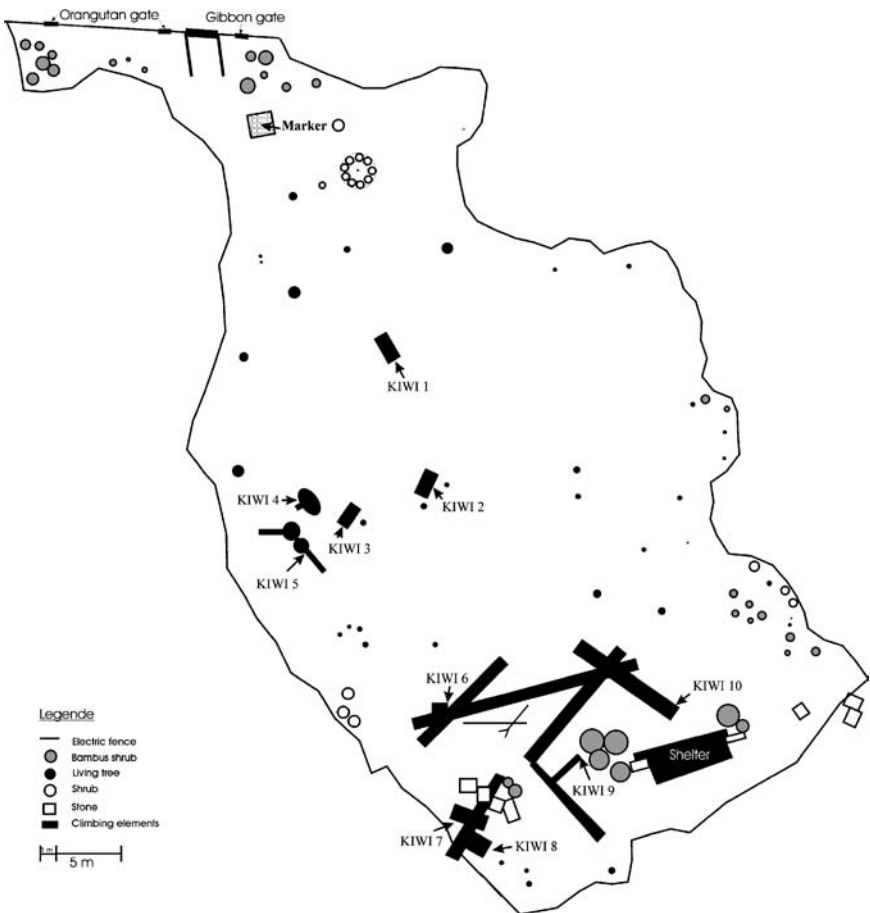 Orangutan gate
Gibbon gate
Marker
KIWI 1
KIWI 2
KIWI 3
KIWI 4
KIWI 5
KIWI 6
KIWI 7
KIWI 8
KIWI 9
KIWI 10
Shelter
Legende
Electric fence
Bambus shrub
Living tree
Shrub
Stone
Climbing elements
1 m
5 m